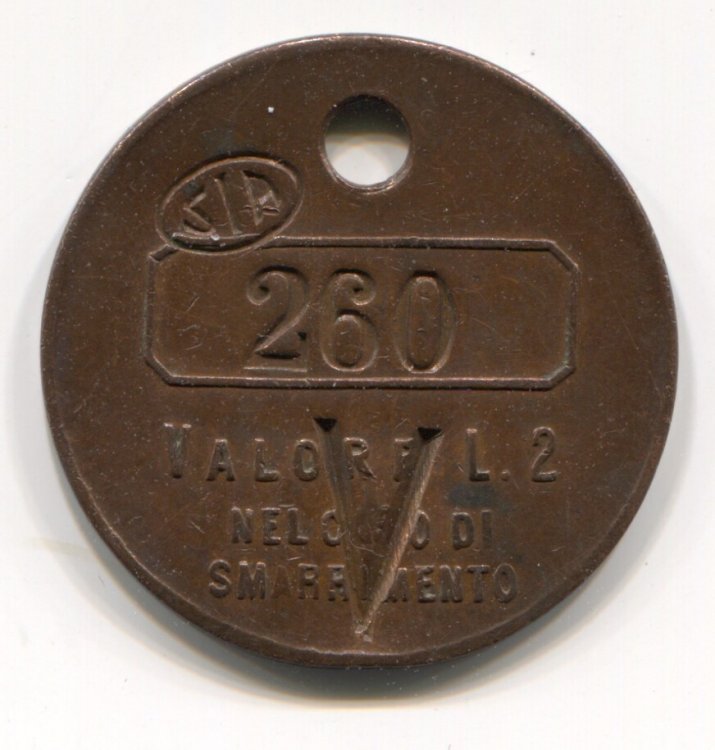 260
VALORE L. 2
NEL CASO DI
SMARRIMENTO
V